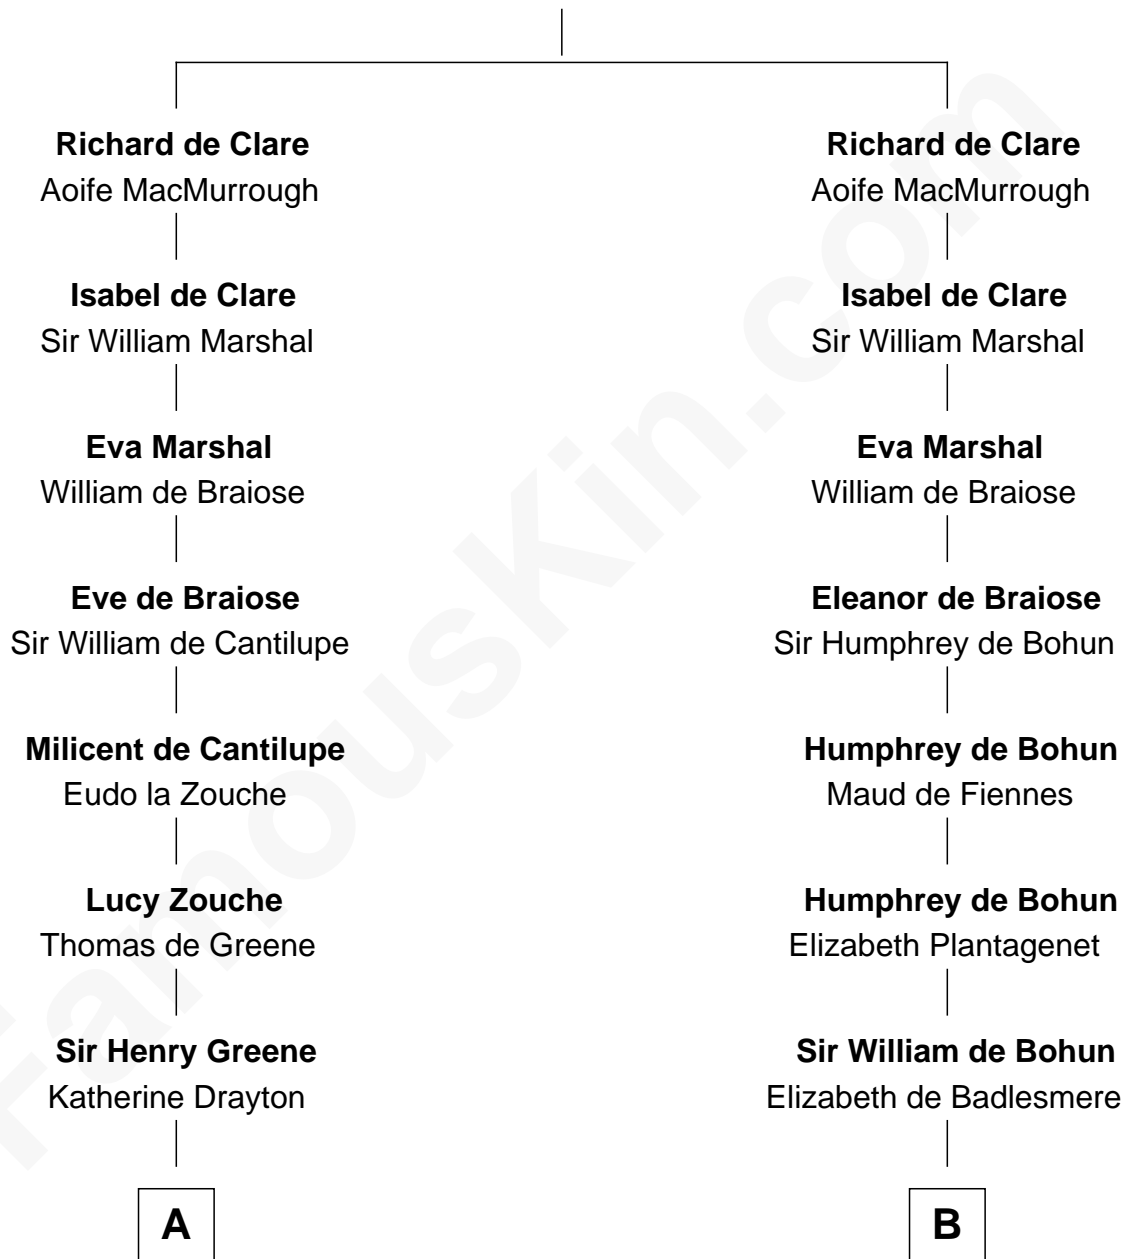 Richard de Clare
Aoife MacMurrough
Isabel de Clare
Sir William Marshal
Eva Marshal
William de Braiose
Eve de Braiose
Sir William de Cantilupe
Milicent de Cantilupe
Eudo la Zouche
Lucy Zouche
Thomas de Greene
Sir Henry Greene
Katherine Drayton
A
Richard de Clare
Aoife MacMurrough
Isabel de Clare
Sir William Marshal
Eva Marshal
William de Braiose
Eleanor de Braiose
Sir Humphrey de Bohun
Humphrey de Bohun
Maud de Fiennes
Humphrey de Bohun
Elizabeth Plantagenet
Sir William de Bohun
Elizabeth de Badlesmere
B
FamousKin.com